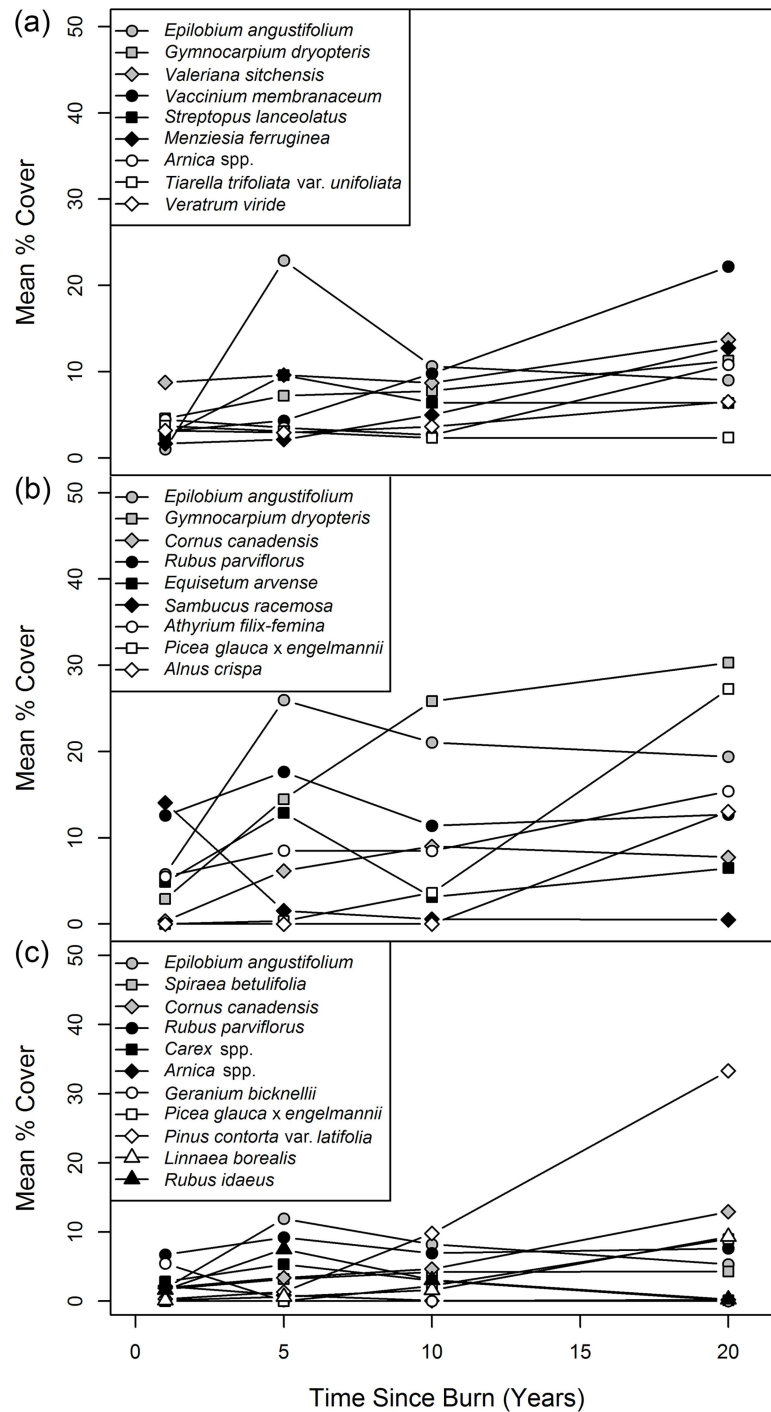 (a)
Epilobium angustifolium
Gymnocarpium dryopteris
Valeriana sitchensis
Vaccinium membranaceum
Streptopus lanceolatus
Menziesia ferruginea
Arnica spp.
Tiarella trifoliata var. unifoliata
Veratrum viride
Mean % Cover
50
40
30
20
10
0
(b)
Epilobium angustifolium
Gymnocarpium dryopteris
Cornus canadensis
Rubus parviflorus
Equisetum arvense
Sambucus racemosa
Athyrium filix-femina
Picea glauca x engelmannii
Alnus crispa
Mean % Cover
50
40
30
20
10
0
(c)
Epilobium angustifolium
Spiraea betulifolia
Cornus canadensis
Rubus parviflorus
Carex spp.
Arnica spp.
Geranium bicknellii
Picea glauca x engelmannii
Pinus contorta var. latifolia
Linnaea borealis
Rubus idaeus
Mean % Cover
50
40
30
20
10
0
0 5 10 15 20
Time Since Burn (Years)